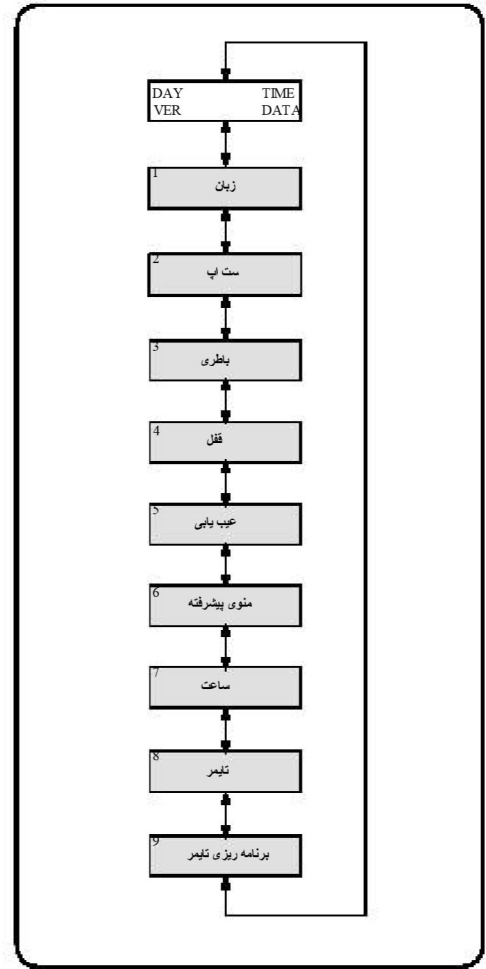 DAY TIME
VER DATA
1
زبان
2
ست اپ
3
باطری
4
قفل
5
عیب یابی
6
منوی پیشرفته
7
ساعت
8
تایمر
9
برنامه ریزی تایمر